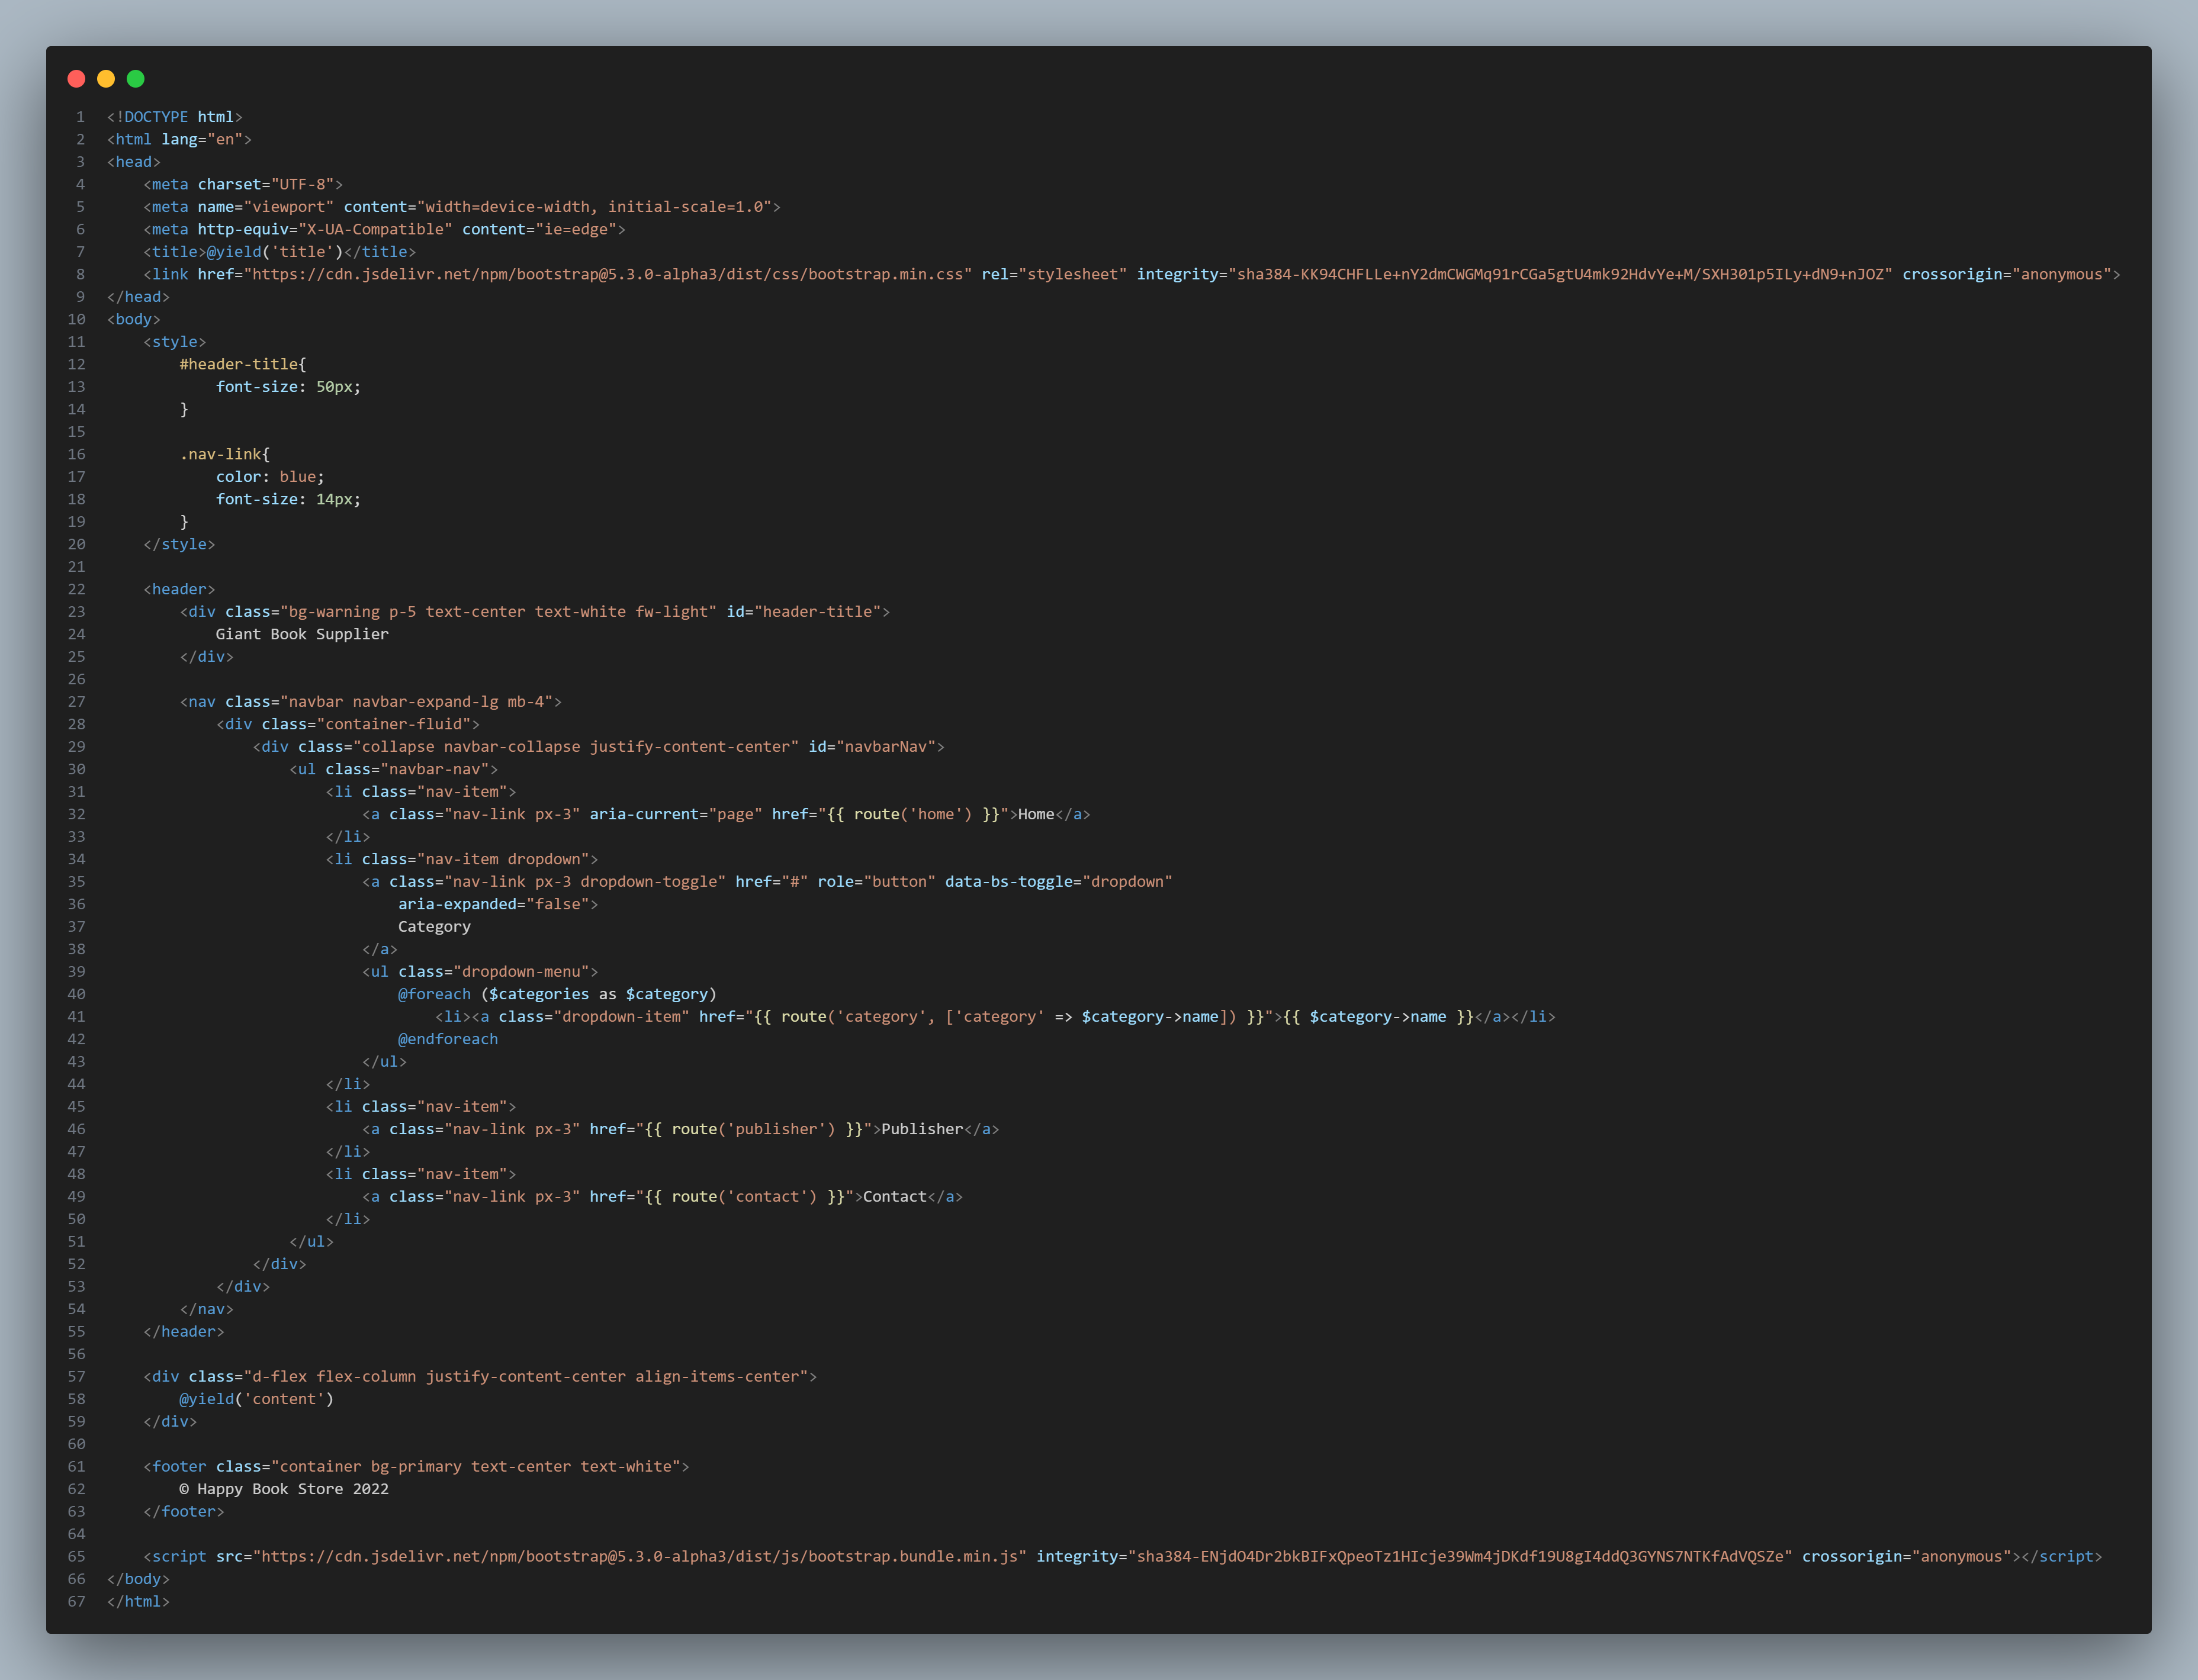 1 <!DOCTYPE html>
2 <html lang="en">
3 <head>
4     <meta charset="UTF-8">
5     <meta name="viewport" content="width=device-width, initial-scale=1.0">
6     <meta http-equiv="X-UA-Compatible" content="ie=edge">
7     <title>@yield('title')</title>
8     <link href="https://cdn.jsdelivr.net/npm/bootstrap@5.3.0-alpha3/dist/css/bootstrap.min.css" rel="stylesheet" integrity="sha384-KK94CHFLLe+nY2dmCWGMq91rCGa5gtU4mk92HdvYe+M/SXH301p5ILy+dN9+nJOZ" crossorigin="anonymous">
9 </head>
10 <body>
11     <style>
12         #header-title{
13             font-size: 50px;
14         }
15
16         .nav-link{
17             color: blue;
18             font-size: 14px;
19         }
20     </style>
21
22     <header>
23         <div class="bg-warning p-5 text-center text-white fw-light" id="header-title">
24             Giant Book Supplier
25         </div>
26
27         <nav class="navbar navbar-expand-lg mb-4">
28             <div class="container-fluid">
29                 <div class="collapse navbar-collapse justify-content-center" id="navbarNav">
30                     <ul class="navbar-nav">
31                         <li class="nav-item">
32                             <a class="nav-link px-3" aria-current="page" href="{{ route('home') }}">Home</a>
33                         </li>
34                         <li class="nav-item dropdown">
35                             <a class="nav-link px-3 dropdown-toggle" href="#" role="button" data-bs-toggle="dropdown"
36                                 aria-expanded="false">
37                                 Category
38                             </a>
39                             <ul class="dropdown-menu">
40                                 @foreach ($categories as $category)
41                                     <li><a class="dropdown-item" href="{{ route('category', ['category' => $category->name]) }}">{{ $category->name }}</a></li>
42                                 @endforeach
43                             </ul>
44                         </li>
45                         <li class="nav-item">
46                             <a class="nav-link px-3" href="{{ route('publisher') }}">Publisher</a>
47                         </li>
48                         <li class="nav-item">
49                             <a class="nav-link px-3" href="{{ route('contact') }}">Contact</a>
50                         </li>
51                     </ul>
52                 </div>
53             </div>
54         </nav>
55     </header>
56
57     <div class="d-flex flex-column justify-content-center align-items-center">
58         @yield('content')
59     </div>
60
61     <footer class="container bg-primary text-center text-white">
62         © Happy Book Store 2022
63     </footer>
64
65     <script src="https://cdn.jsdelivr.net/npm/bootstrap@5.3.0-alpha3/dist/js/bootstrap.bundle.min.js" integrity="sha384-ENjdO4Dr2bkBIFxQpeoTz1HIcje39Wm4jDKdf19U8gI4ddQ3GYNS7NTKfAdVQSZe" crossorigin="anonymous"></script>
66 </body>
67 </html>